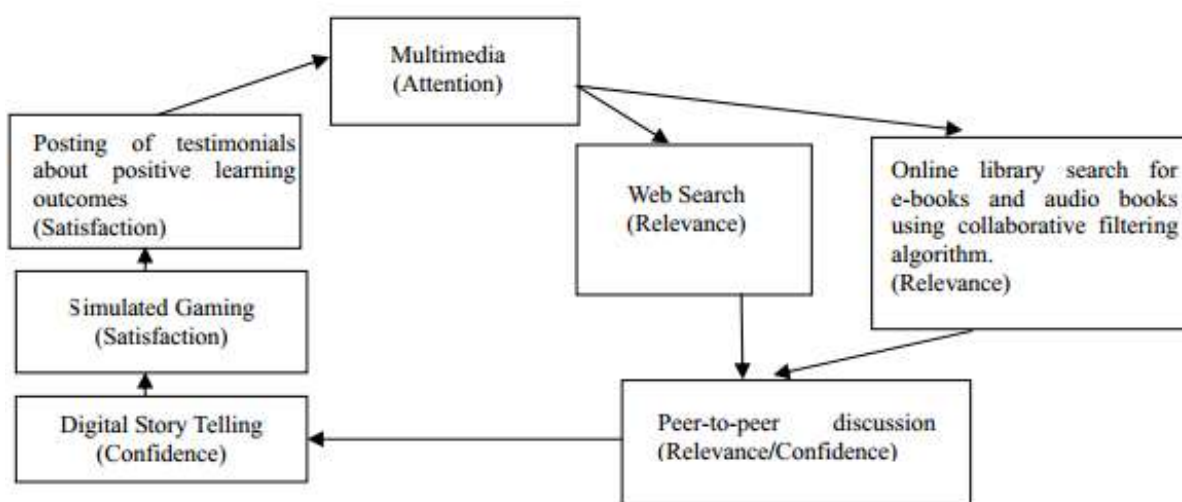 Multimedia
(Attention)
Posting of testimonials
about positive learning
outcomes
(Satisfaction)
Web Search
(Relevance)
Online library search for
e-books and audio books
using collaborative filtering
algorithm.
(Relevance)
Simulated Gaming
(Satisfaction)
Digital Story Telling
(Confidence)
Peer-to-peer discussion
(Relevance/Confidence)